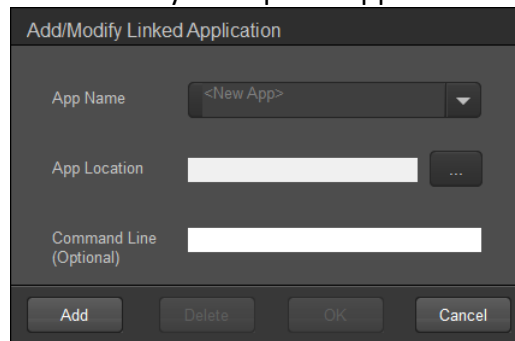 Add/Modify Linked Application
App Name
<New App>
App Location
...
Command Line
(Optional)
Add
Delete
OK
Cancel